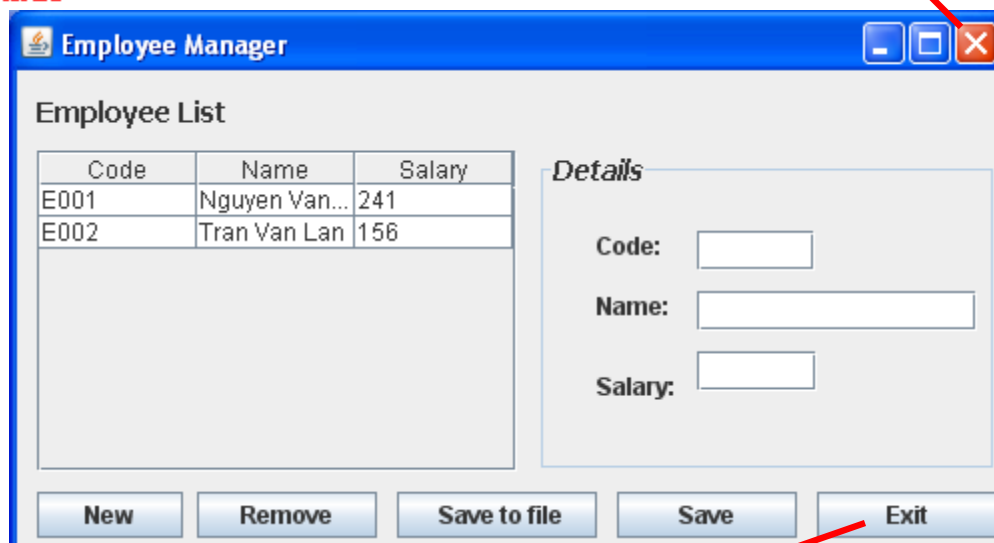 Employee Manager
Employee List
Code Name Salary
E001 Nguyen Van... 241
E002 Tran Van Lan 156
Details
Code:
Name:
Salary:
New Remove Save to file Save Exit